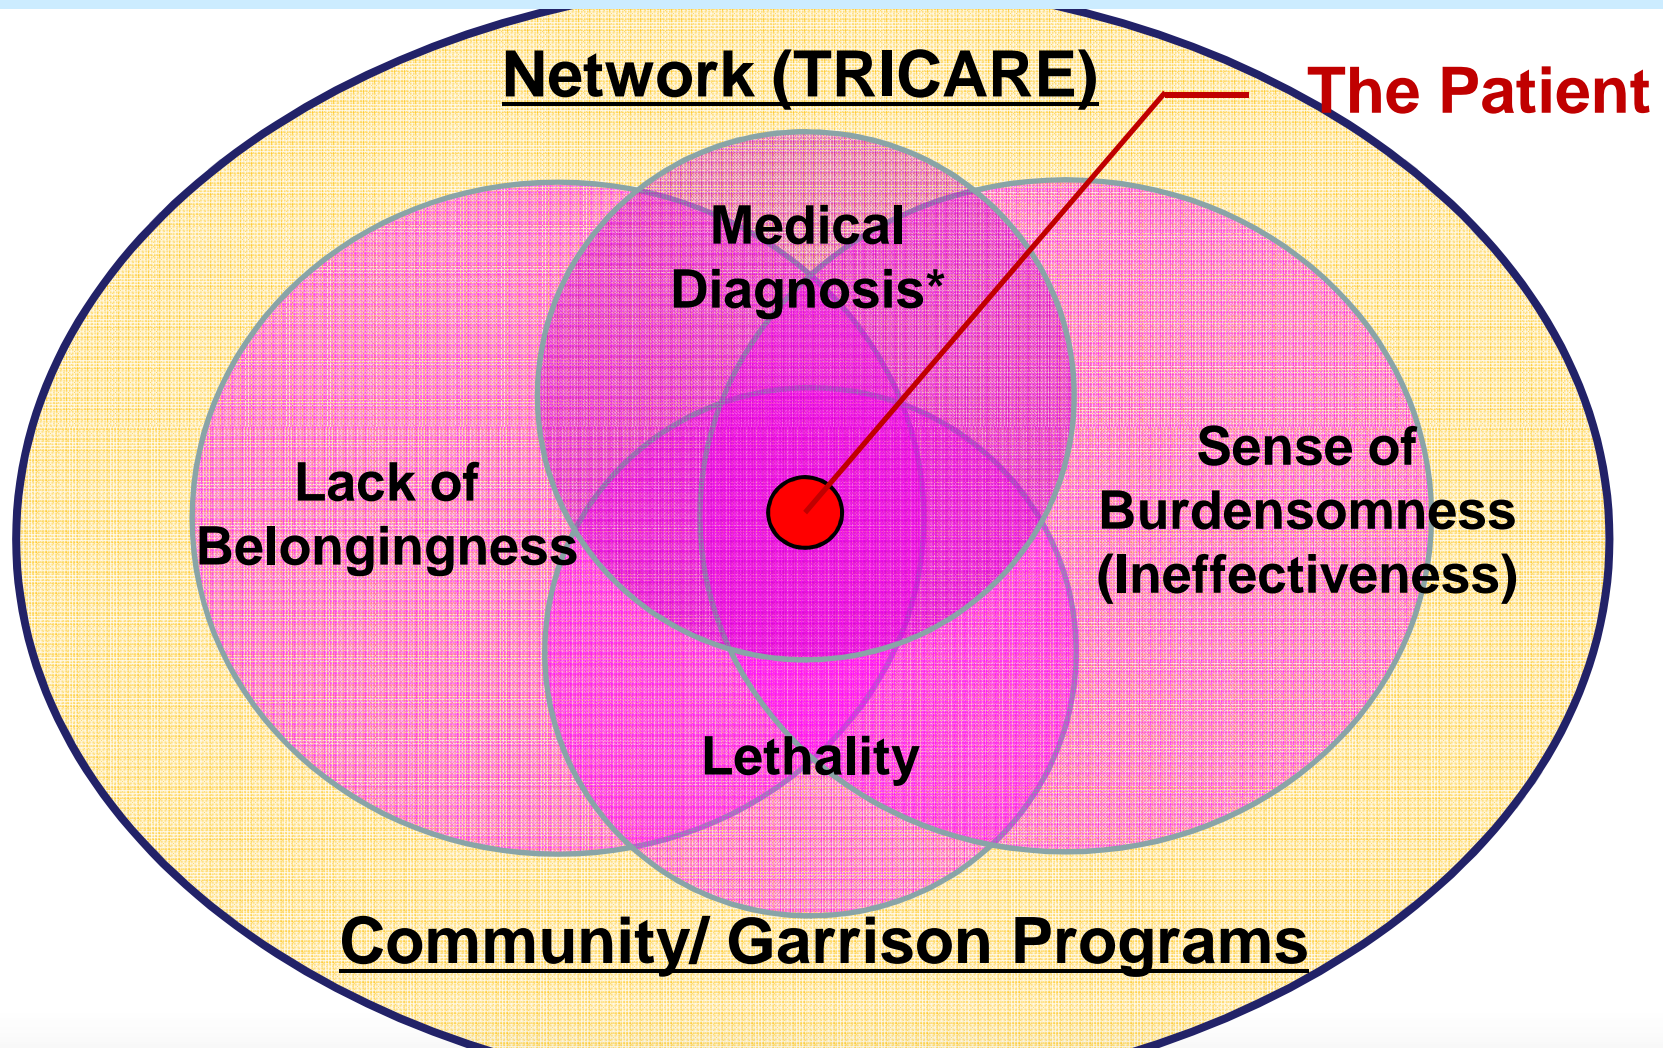 Network (TRICARE)
The Patient
Medical
Diagnosis*
Lack of
Belongingness
Sense of
Burdensomness
(Ineffectiveness)
Lethality
Community/ Garrison Programs